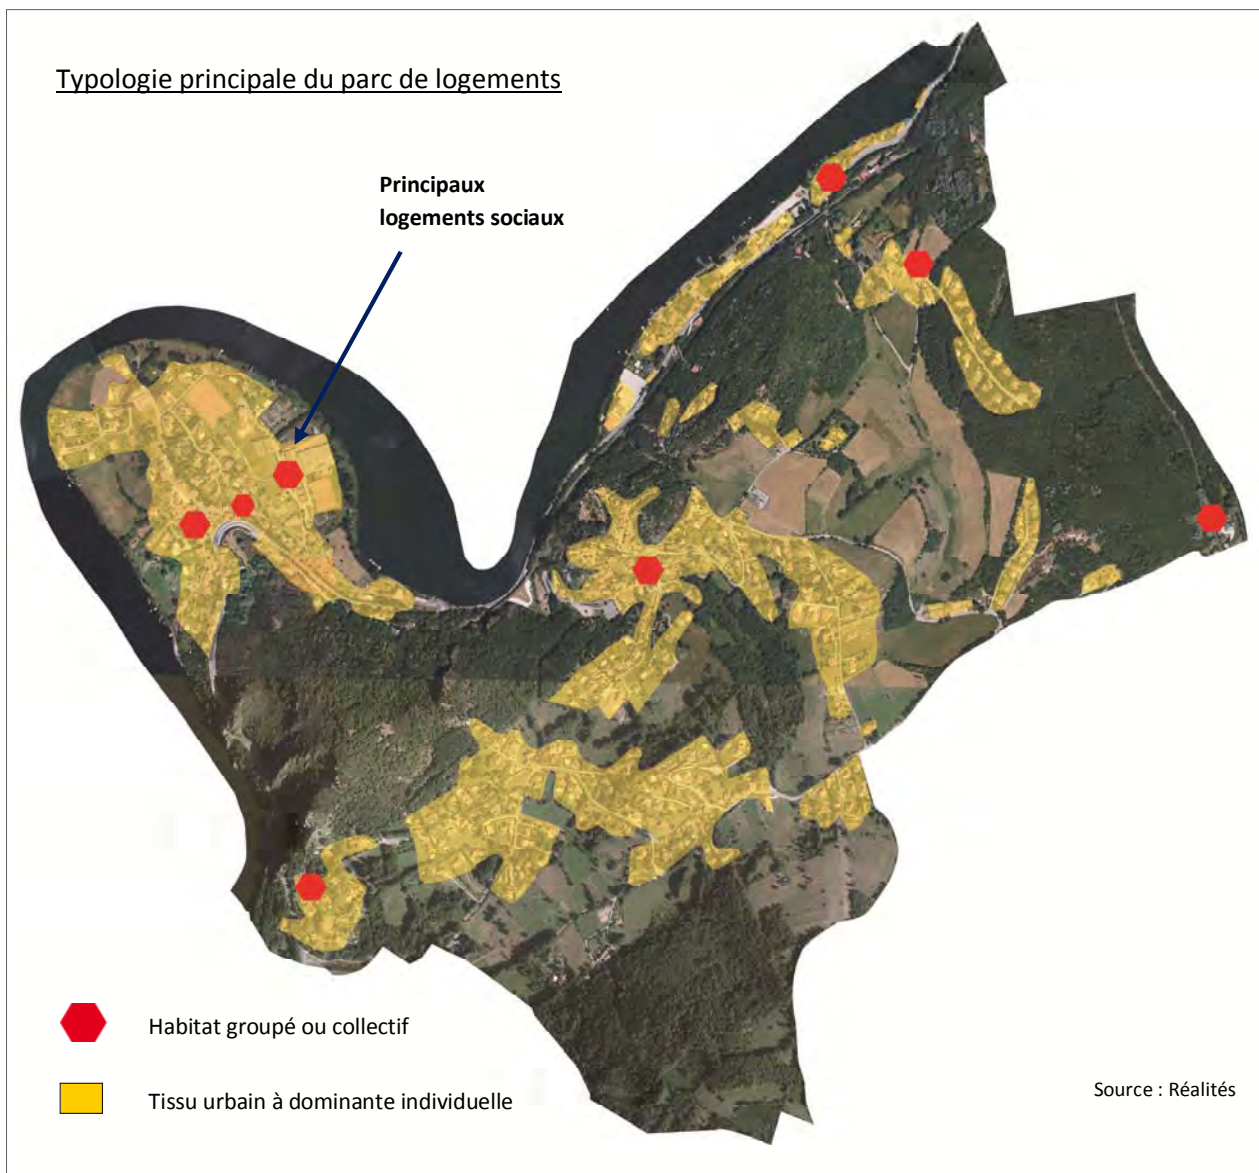 Typologie principale du parc de logements
Principaux
logements sociaux
Habitat groupé ou collectif
Tissu urbain à dominante individuelle
Source : Réalités